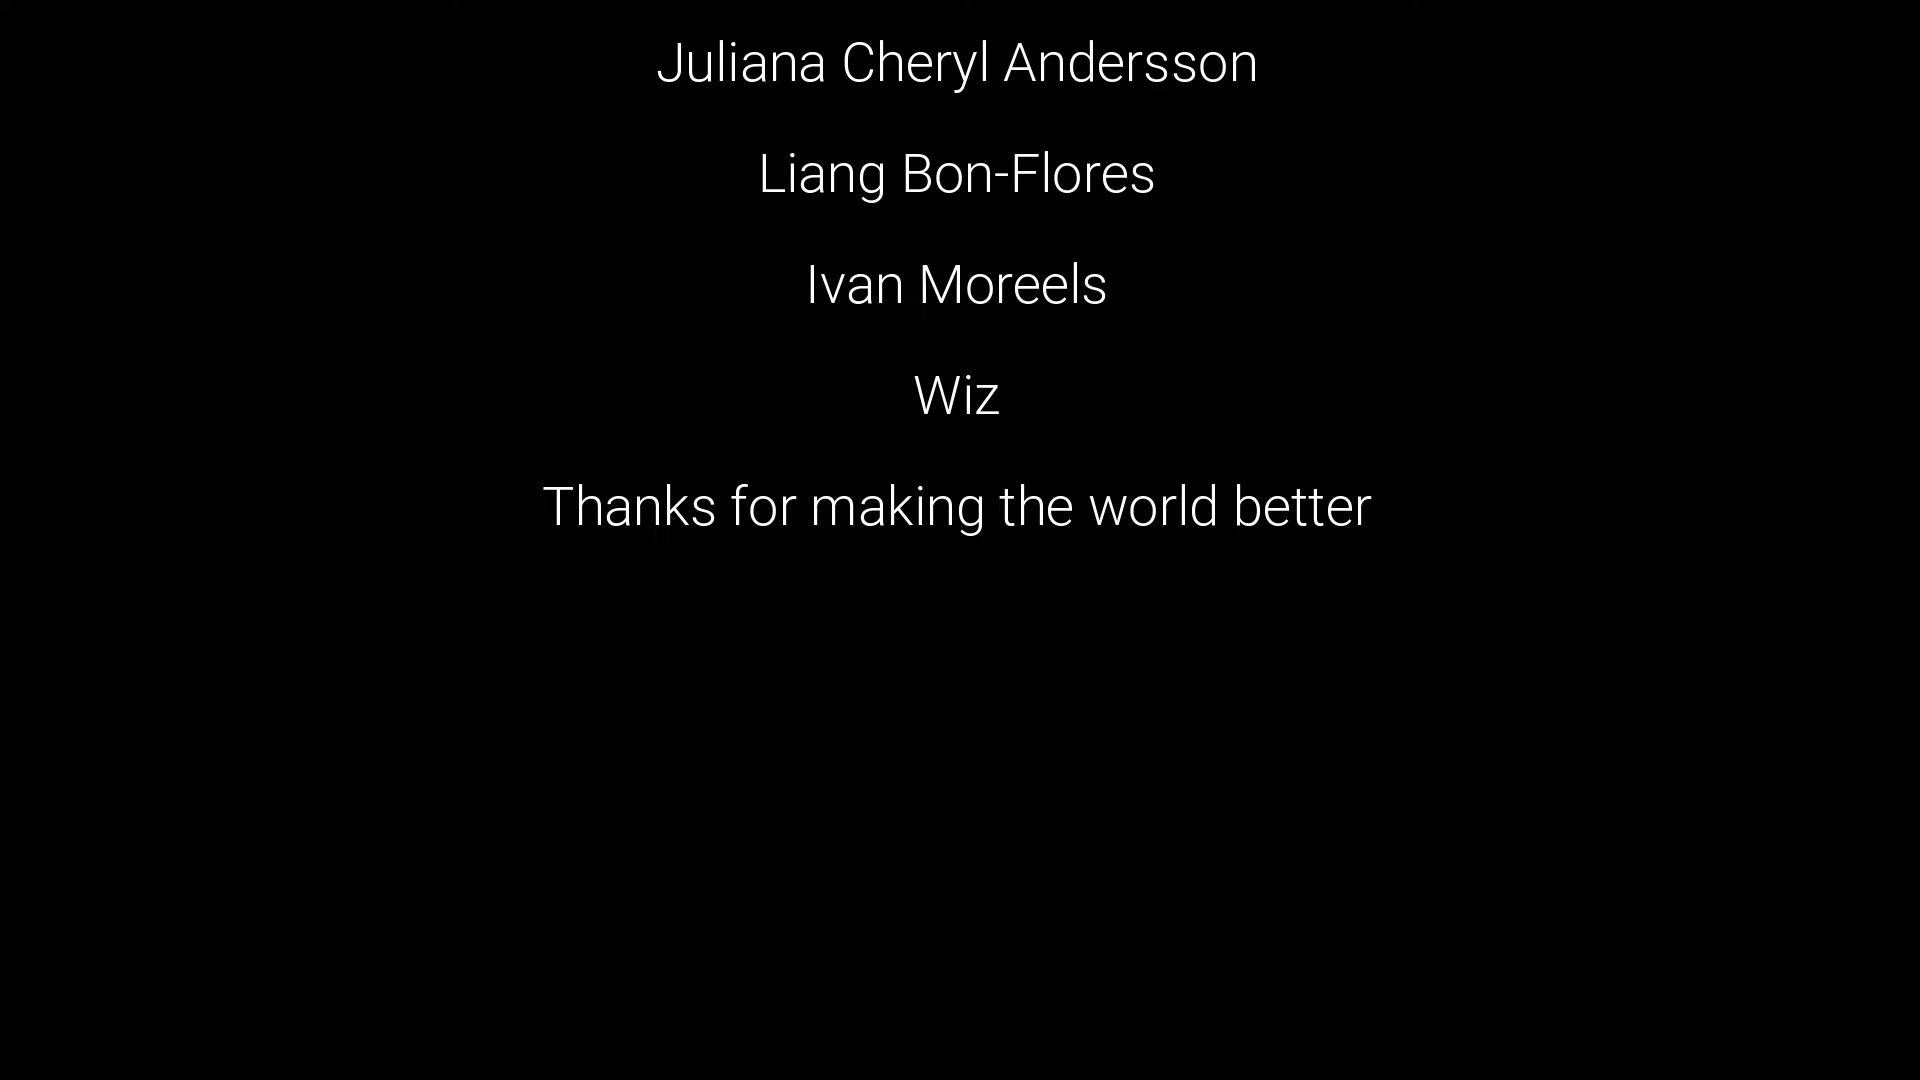 Juliana Cheryl Andersson
Liang Bon-Flores
Ivan Moreels
Wiz
Thanks for making the world better